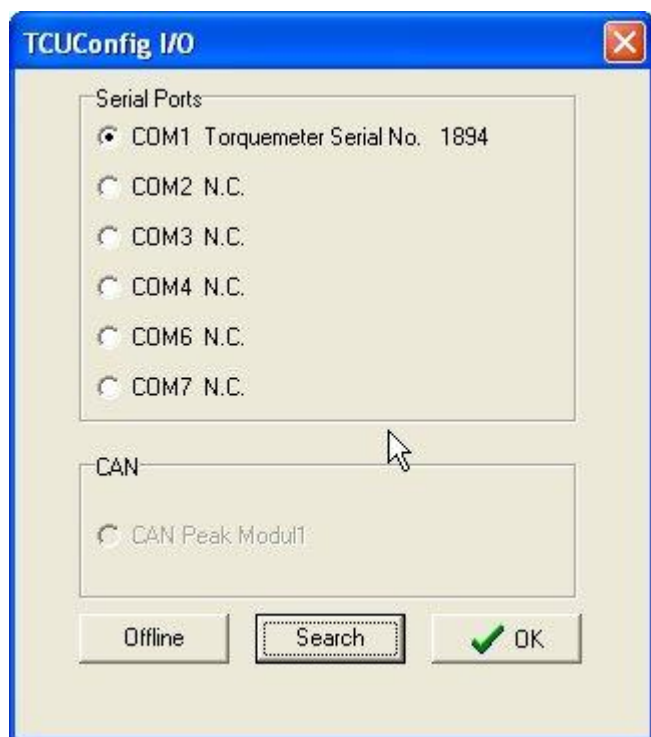 TCUConfig I/O
Serial Ports
COM1 Torquemeter Serial No. 1894
COM2 N.C.
COM3 N.C.
COM4 N.C.
COM6 N.C.
COM7 N.C.
CAN
CAN Peak Modul1
Offline Search OK